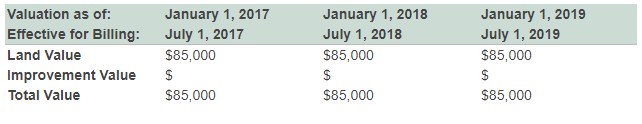 Valuation as of: January 1, 2017 January 1, 2018 January 1, 2019
Effective for Billing: July 1, 2017 July 1, 2018 July 1, 2019
Land Value $85,000 $85,000 $85,000
Improvement Value $ $ $
Total Value $85,000 $85,000 $85,000